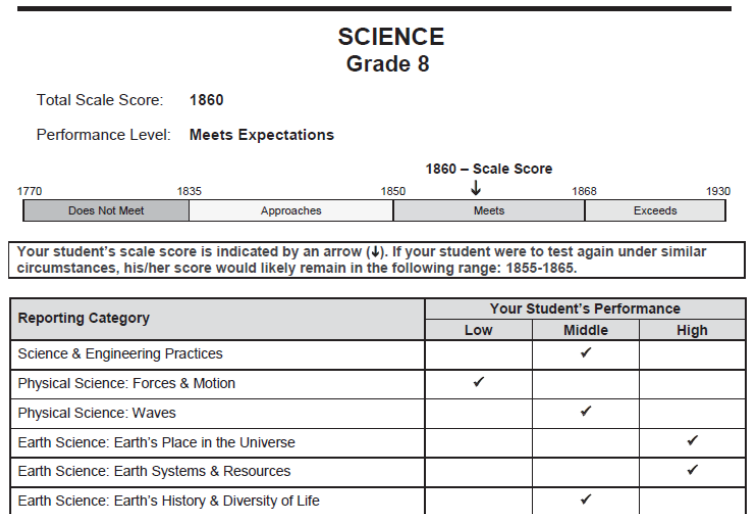 SCIENCE
Grade 8
Total Scale Score: 1860
Performance Level: Meets Expectations
1860 – Scale Score
↓
1770 1835 1850 1868 1930
Does Not Meet Approaches Meets Exceeds
Your student's scale score is indicated by an arrow (↓). If your student were to test again under similar
circumstances, his/her score would likely remain in the following range: 1855-1865.
Reporting Category Your Student's Performance
Low Middle High
Science & Engineering Practices ✓
Physical Science: Forces & Motion ✓
Physical Science: Waves ✓
Earth Science: Earth's Place in the Universe ✓
Earth Science: Earth Systems & Resources ✓
Earth Science: Earth's History & Diversity of Life ✓